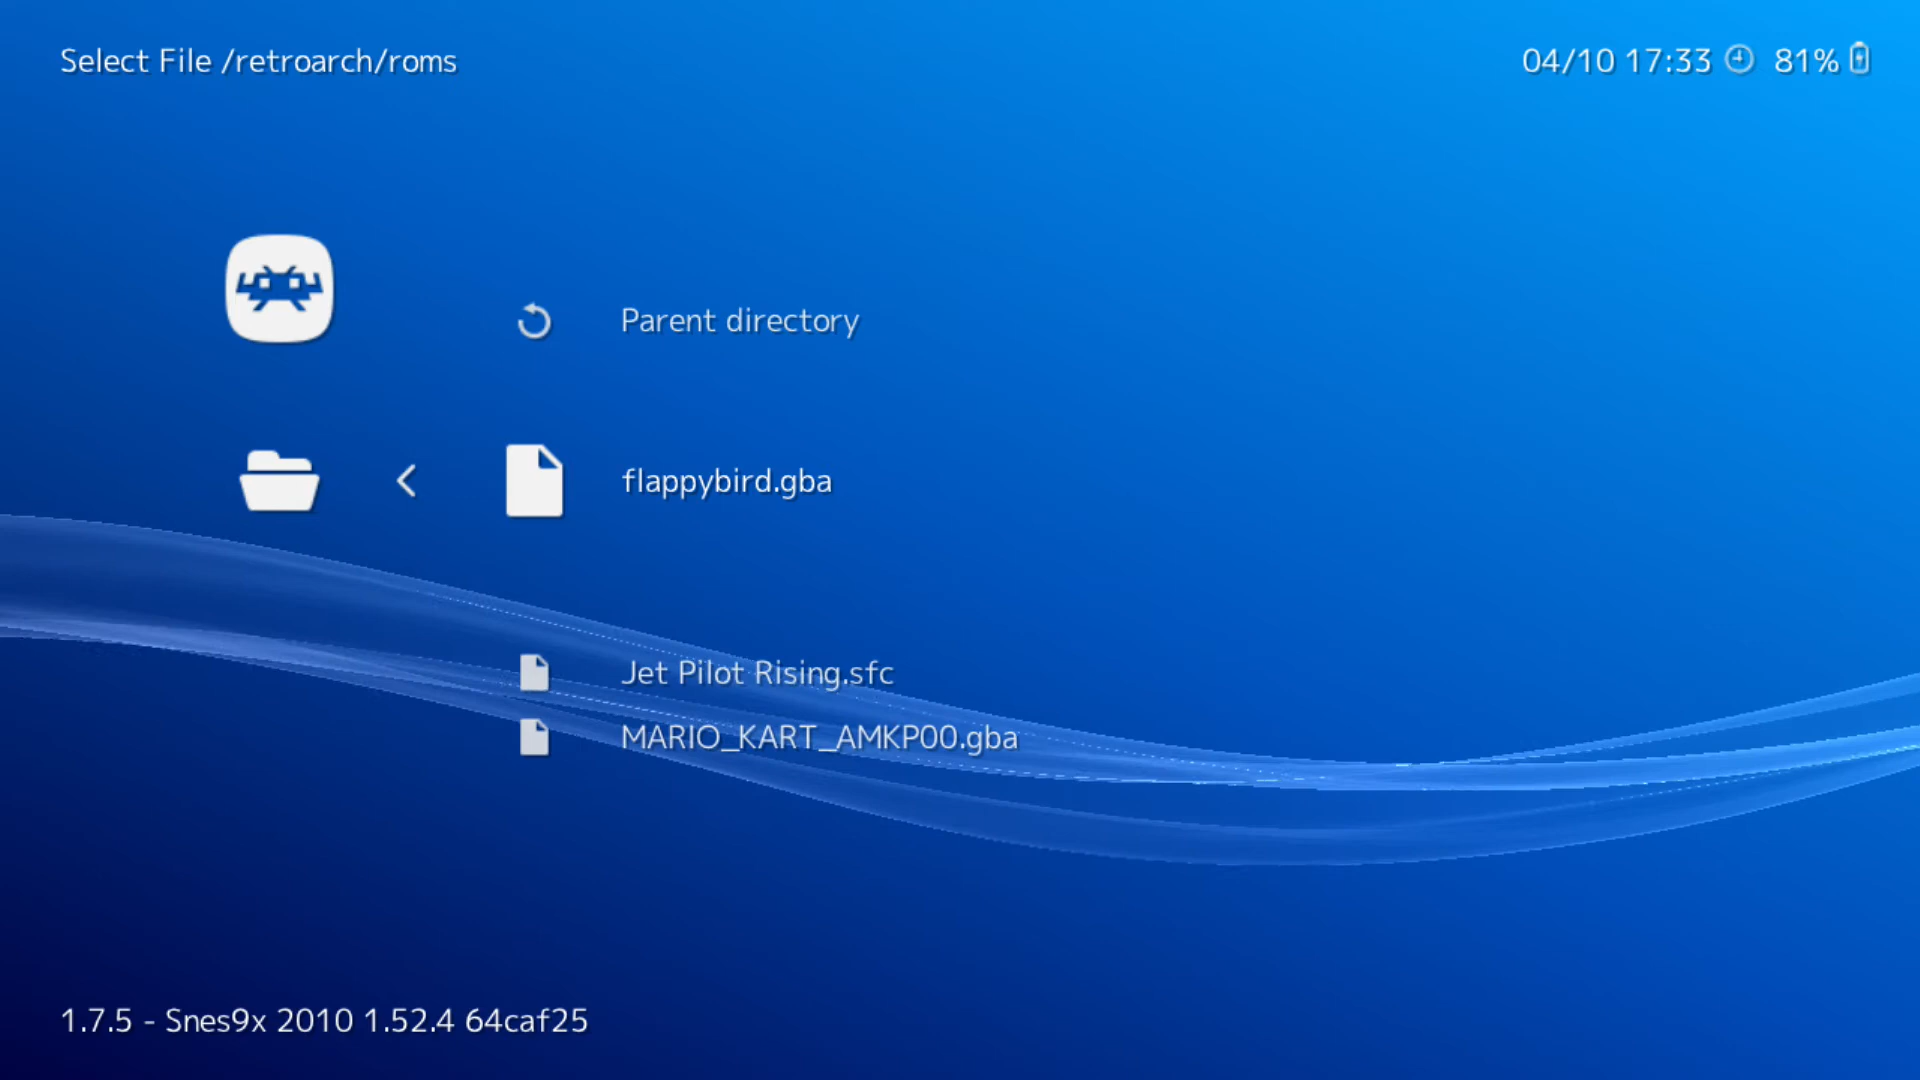 Select File /retroarch/roms
04/10 17:33 81%
Parent directory
flappybird.gba
Jet Pilot Rising.sfc
MARIO_KART_AMKP00.gba
1.7.5 - Snes9x 2010 1.52.4 64caf25